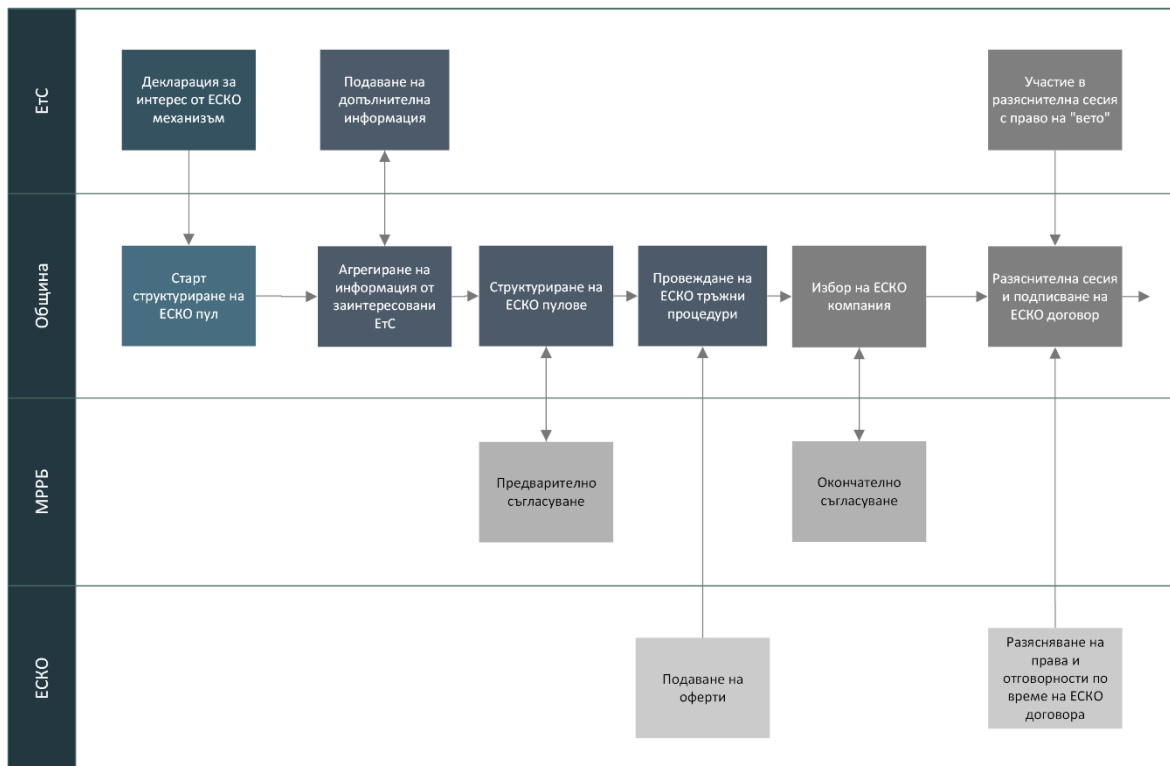 ЕтС
Декларация за
интерес от ЕСКО
механизъм
Подаване на
допълнителна
информация
Участие в
разяснителна сесия
с право на "вето"
Община
Старт
структуриране на
ЕСКО пул
Агрегиране на
информация от
заинтересовани
ЕтС
Структуриране на
ЕСКО пулове
Провеждане на
ЕСКО тръжни
процедури
Избор на ЕСКО
компания
Разяснителна сесия
и подписване на
ЕСКО договор
МРРБ
Предварително
съгласуване
Окончателно
съгласуване
ЕСКО
Подаване на
оферти
Разясняване на
права и
отговорности по
време на ЕСКО
договора